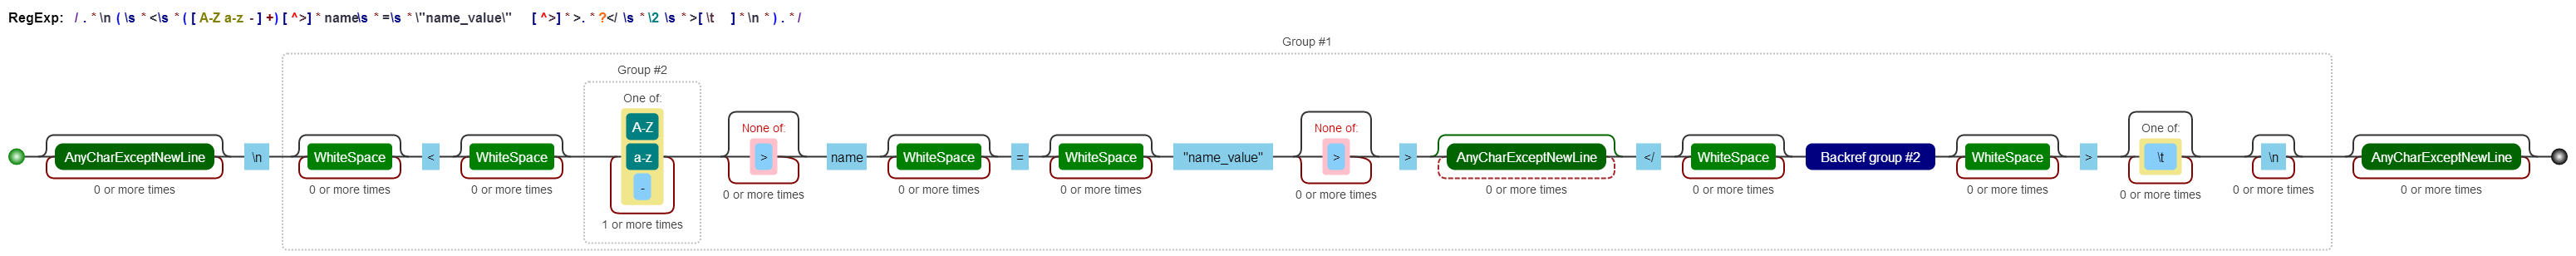 RegExp: / . * \n ( \s * < \s * ( [ A-Z a-z - ] + ) [ ^ > ] * name \s * = \s * \"name_value\" [ ^ > ] * > . * ? </ \s * \2 \s * > [ \t ] * \n * ) . * /
Group #1
Group #2
One of:
A-Z
None of:
None of:
One of:
AnyCharExceptNewLine \n WhiteSpace < WhiteSpace a-z > name WhiteSpace = WhiteSpace "name_value" > > AnyCharExceptNewLine </ WhiteSpace Backref group #2 WhiteSpace > \t \n AnyCharExceptNewLine
-
0 or more times 0 or more times 0 or more times 0 or more times 0 or more times 0 or more times 0 or more times 0 or more times 0 or more times 0 or more times 0 or more times 0 or more times 0 or more times
1 or more times